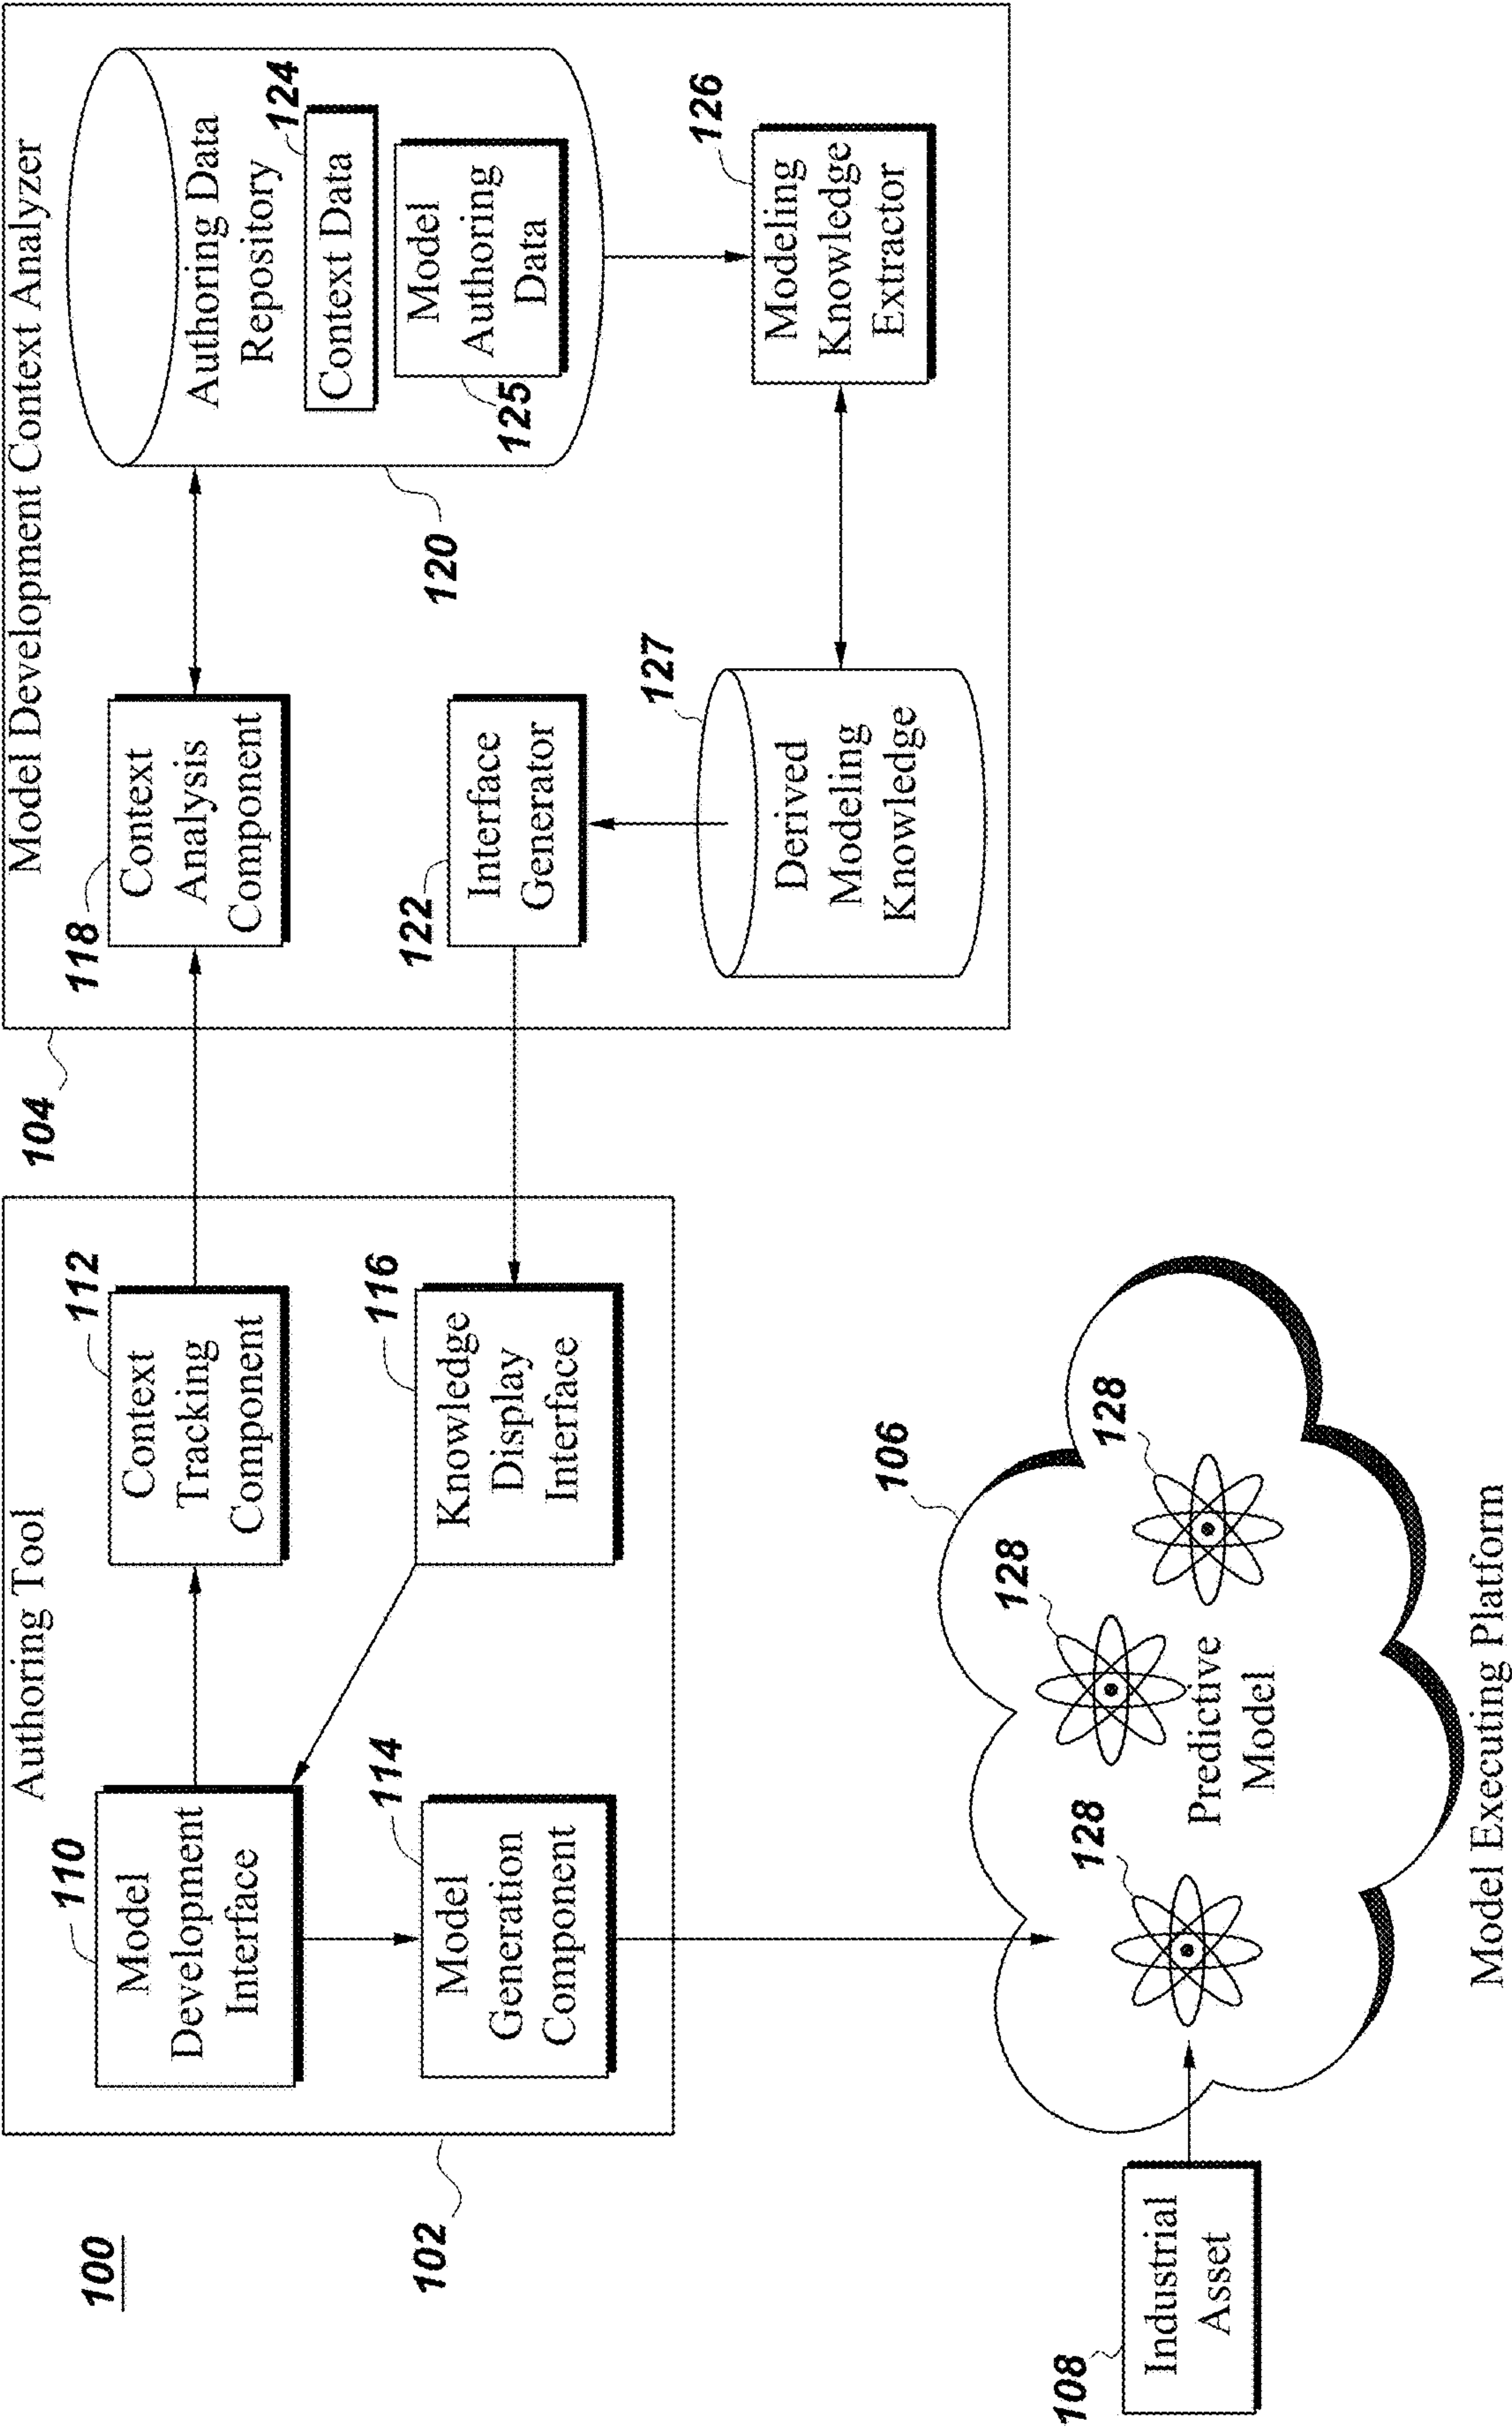 100
Authoring Tool
102
110
Model
Development
Interface
112
Context
Tracking
Component
114
Model
Generation
Component
116
Knowledge
Display
Interface
Model Development Context Analyzer
104
118
Context
Analysis
Component
Authoring Data
Repository
124
Context Data
Model
Authoring
Data
125
120
122
Interface
Generator
126
Modeling
Knowledge
Extractor
127
Derived
Modeling
Knowledge
108
Industrial
Asset
106
128
128
128
Predictive
Model
Model Executing Platform